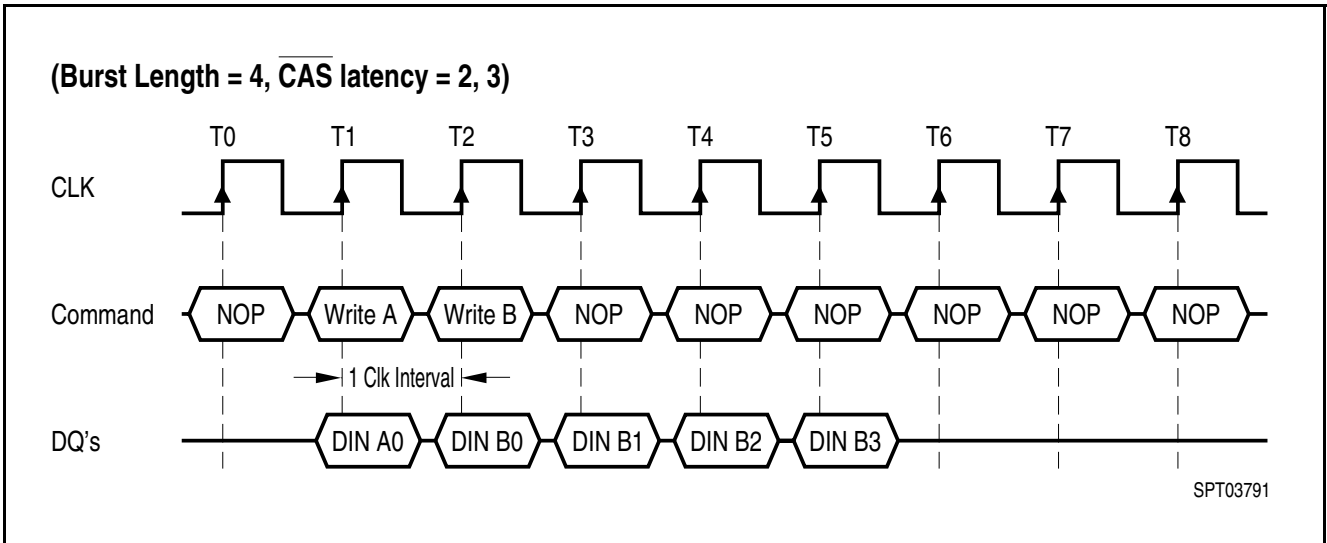 (Burst Length = 4, CAS latency = 2, 3)
T0 T1 T2 T3 T4 T5 T6 T7 T8
CLK
Command NOP Write A Write B NOP NOP NOP NOP NOP NOP
1 Clk Interval
DQ's DIN A0 DIN B0 DIN B1 DIN B2 DIN B3
SPT03791